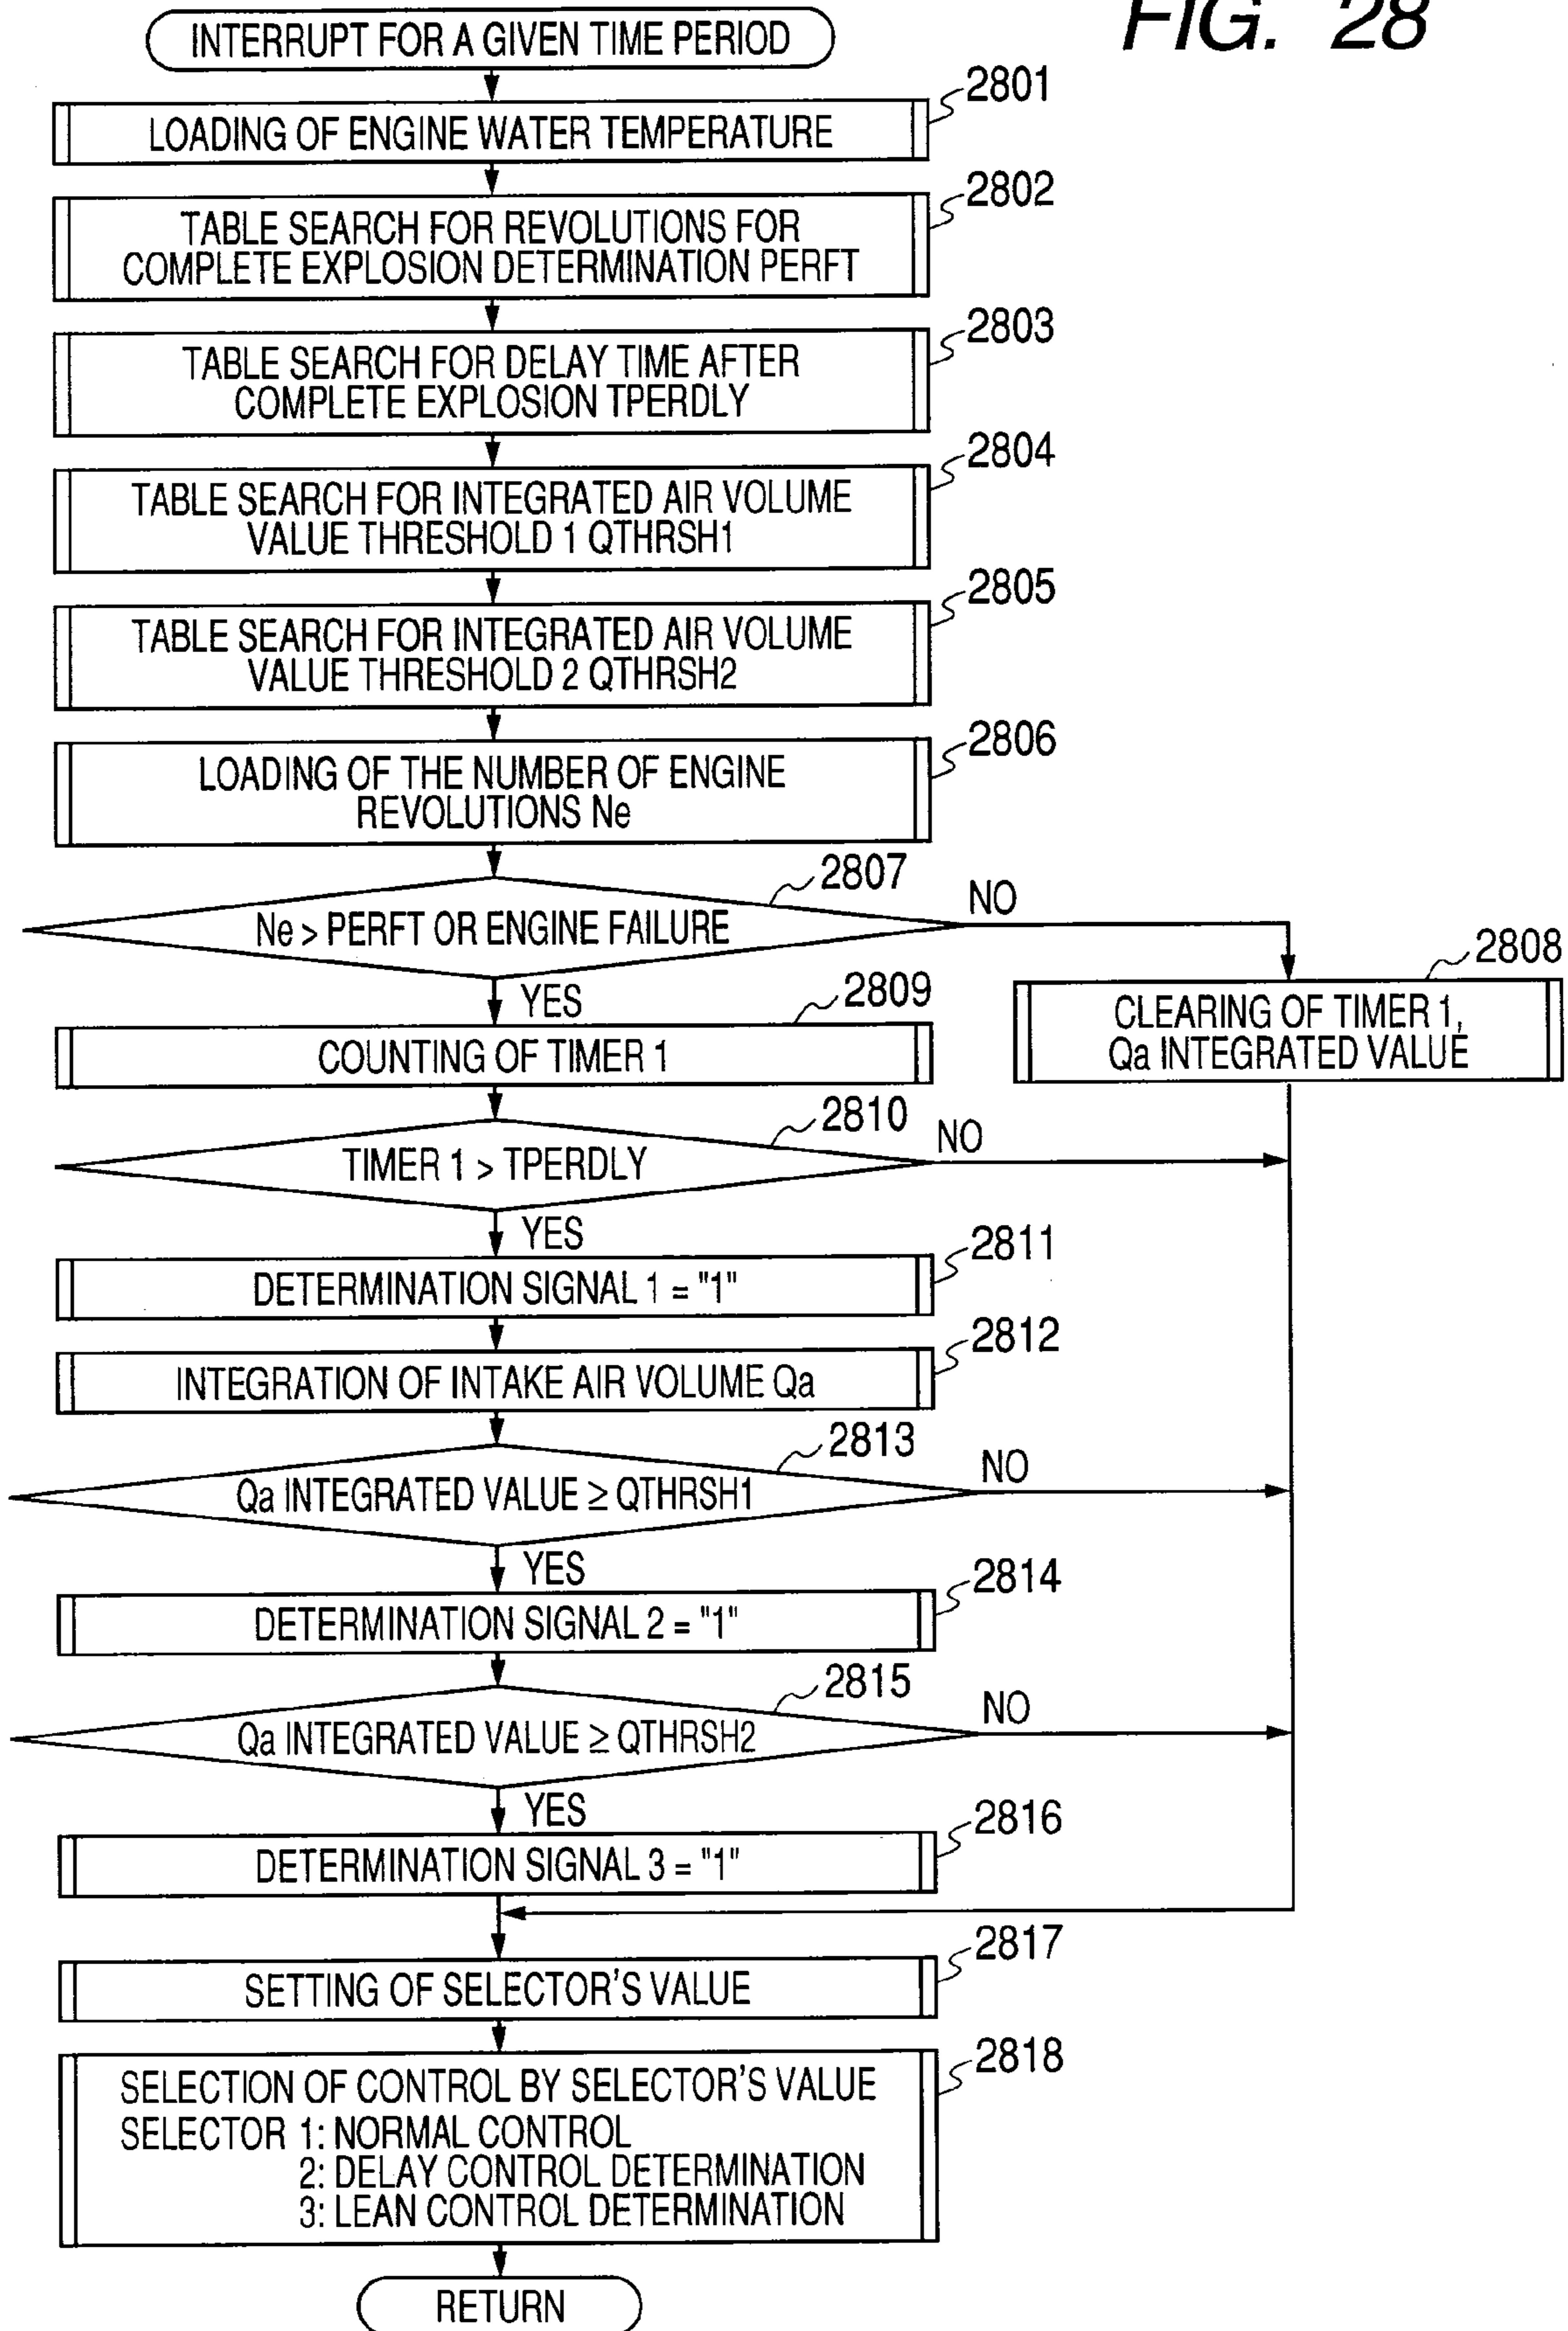 FIG. 28
INTERRUPT FOR A GIVEN TIME PERIOD
2801
LOADING OF ENGINE WATER TEMPERATURE
2802
TABLE SEARCH FOR REVOLUTIONS FOR
COMPLETE EXPLOSION DETERMINATION PERFT
2803
TABLE SEARCH FOR DELAY TIME AFTER
COMPLETE EXPLOSION TPERDLY
2804
TABLE SEARCH FOR INTEGRATED AIR VOLUME
VALUE THRESHOLD 1 QTHRSH1
2805
TABLE SEARCH FOR INTEGRATED AIR VOLUME
VALUE THRESHOLD 2 QTHRSH2
2806
LOADING OF THE NUMBER OF ENGINE
REVOLUTIONS Ne
2807
Ne > PERFT OR ENGINE FAILURE
NO
2808
CLEARING OF TIMER 1,
Qa INTEGRATED VALUE
YES
2809
COUNTING OF TIMER 1
2810
TIMER 1 > TPERDLY
NO
YES
2811
DETERMINATION SIGNAL 1 = "1"
2812
INTEGRATION OF INTAKE AIR VOLUME Qa
2813
Qa INTEGRATED VALUE ≥ QTHRSH1
NO
YES
2814
DETERMINATION SIGNAL 2 = "1"
2815
Qa INTEGRATED VALUE ≥ QTHRSH2
NO
YES
2816
DETERMINATION SIGNAL 3 = "1"
2817
SETTING OF SELECTOR'S VALUE
2818
SELECTION OF CONTROL BY SELECTOR'S VALUE
SELECTOR 1: NORMAL CONTROL
2: DELAY CONTROL DETERMINATION
3: LEAN CONTROL DETERMINATION
RETURN